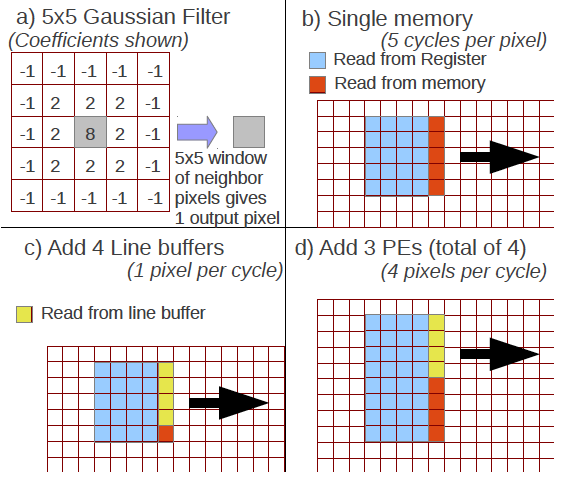 a) 5x5 Gaussian Filter
(Coefficients shown)
-1 -1 -1 -1 -1
-1 2 2 2 -1
-1 2 8 2 -1
-1 2 2 2 -1
-1 -1 -1 -1 -1
5x5 window
of neighbor
pixels gives
1 output pixel
b) Single memory
(5 cycles per pixel)
Read from Register
Read from memory
c) Add 4 Line buffers
(1 pixel per cycle)
Read from line buffer
d) Add 3 PEs (total of 4)
(4 pixels per cycle)